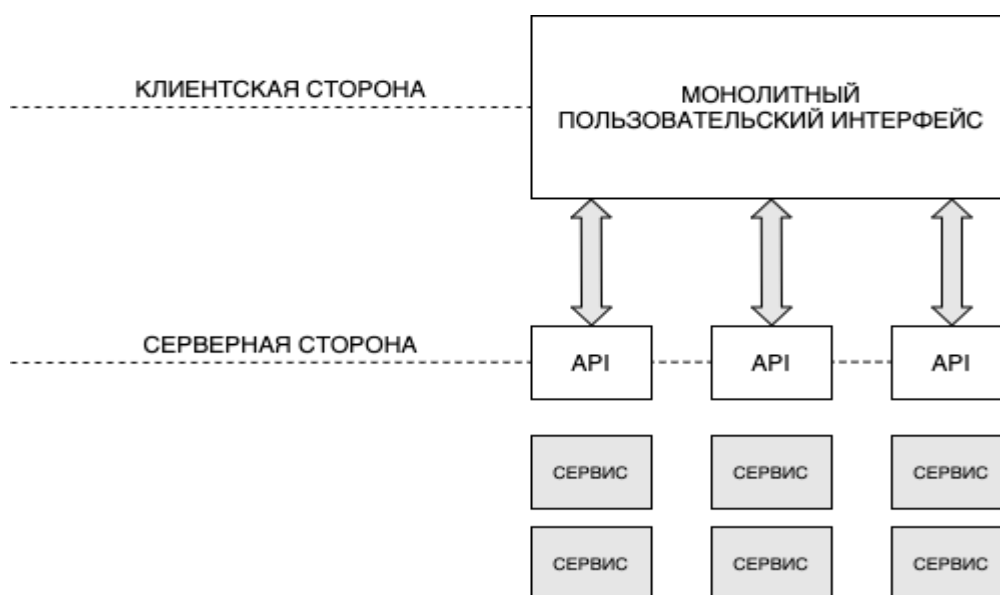 КЛИЕНТСКАЯ СТОРОНА
МОНОЛИТНЫЙ
ПОЛЬЗОВАТЕЛЬСКИЙ ИНТЕРФЕЙС
СЕРВЕРНАЯ СТОРОНА
API API API
СЕРВИС СЕРВИС СЕРВИС
СЕРВИС СЕРВИС СЕРВИС